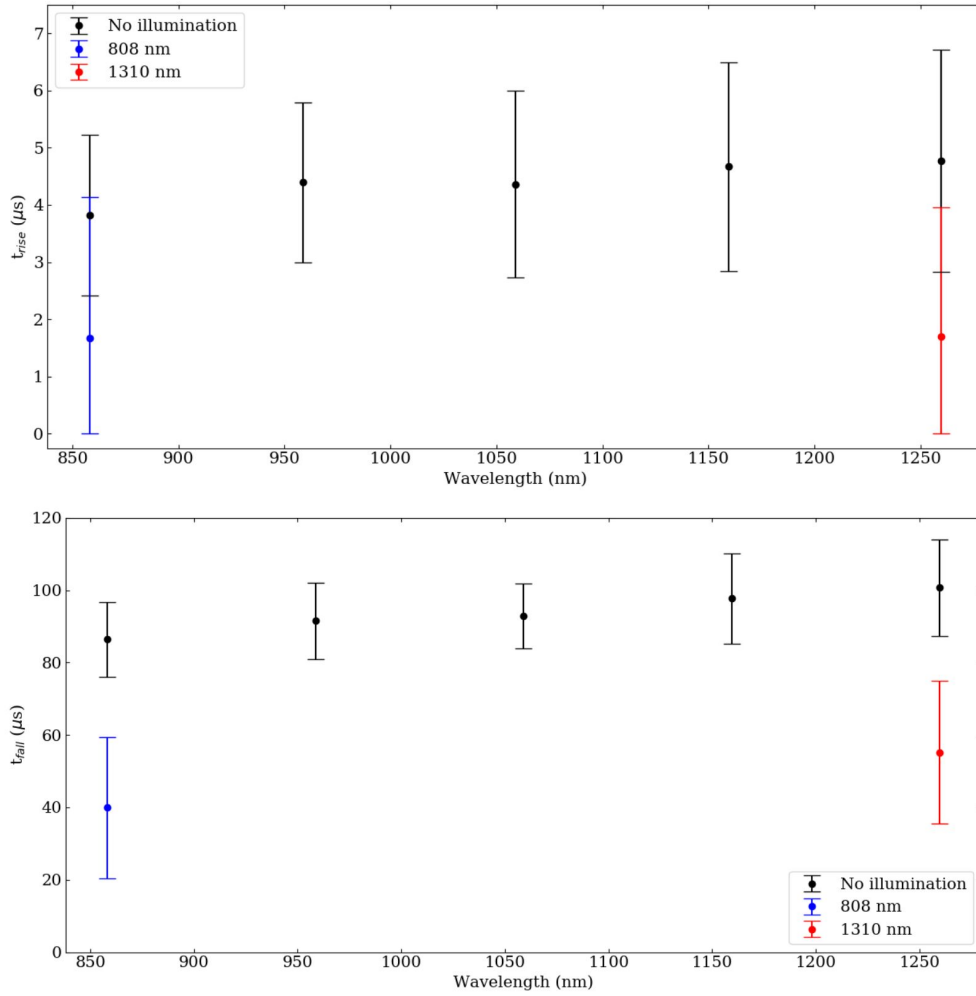 No illumination
808 nm
1310 nm
7
6
5
4
3
2
1
0
t_rise (μs)
850 900 950 1000 1050 1100 1150 1200 1250
Wavelength (nm)
120
100
80
60
40
20
0
t_fall (μs)
No illumination
808 nm
1310 nm
850 900 950 1000 1050 1100 1150 1200 1250
Wavelength (nm)